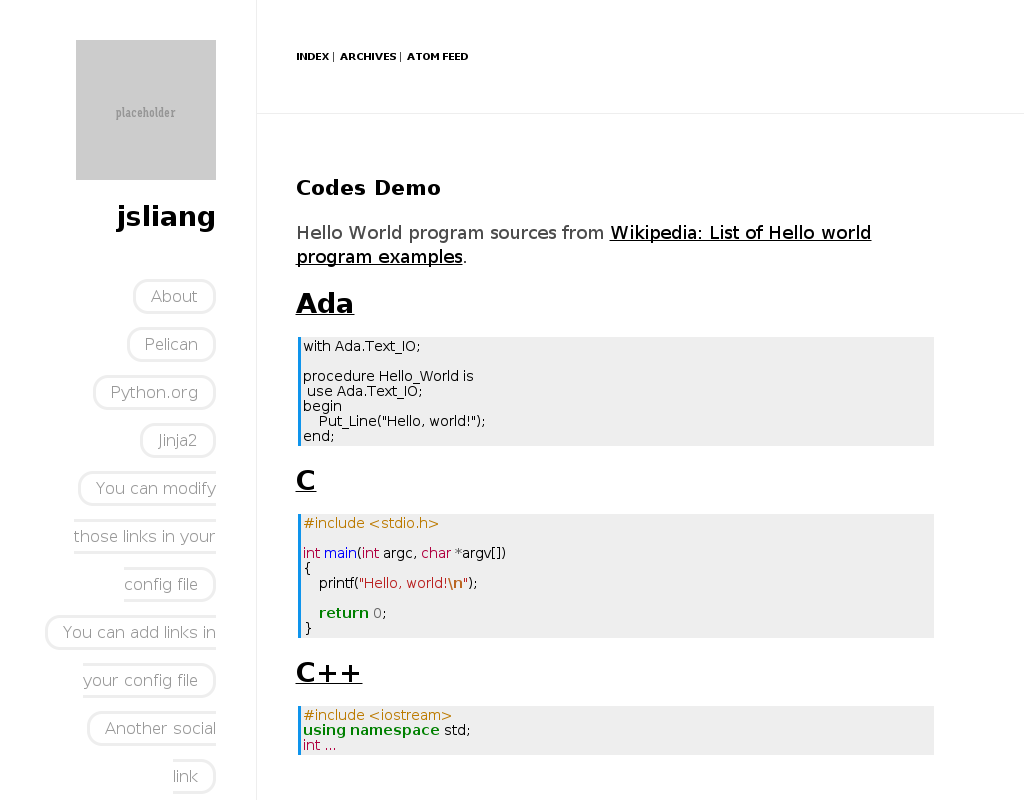 placeholder
jsliang
About
Pelican
Python.org
Jinja2
You can modify
those links in your
config file
You can add links in
your config file
Another social
link
INDEX | ARCHIVES | ATOM FEED
Codes Demo
Hello World program sources from Wikipedia: List of Hello world
program examples.
Ada
with Ada.Text_IO;
procedure Hello_World is
 use Ada.Text_IO;
begin
    Put_Line("Hello, world!");
end;
C
#include <stdio.h>
int main(int argc, char *argv[])
{
    printf("Hello, world!\n");
    return 0;
}
C++
#include <iostream>
using namespace std;
int ...